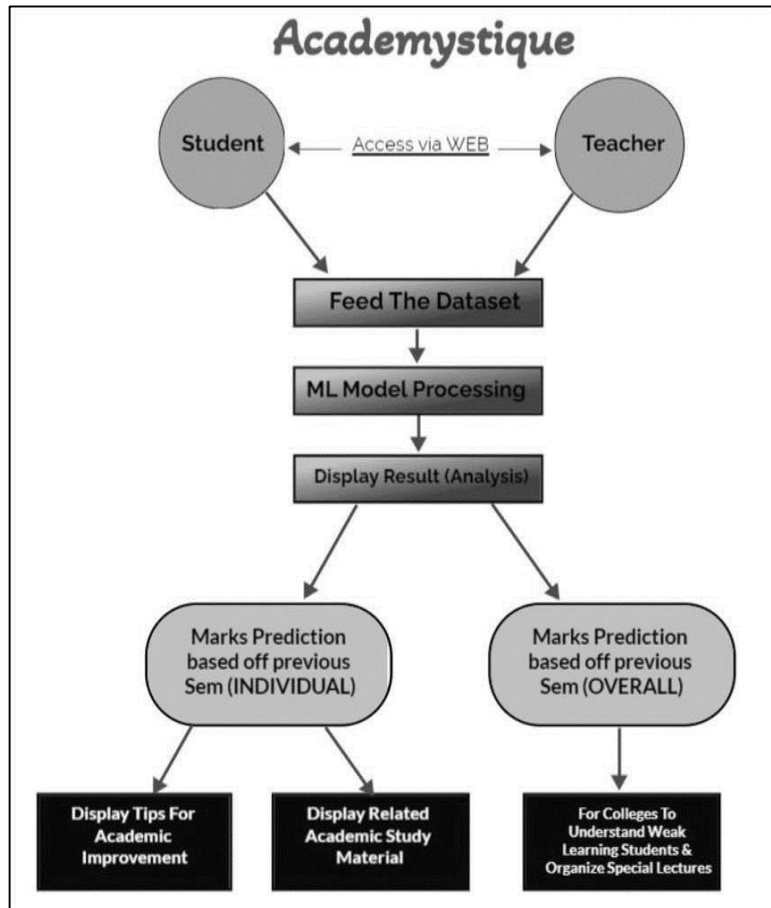 Academystique
Student
Access via WEB
Teacher
Feed The Dataset
ML Model Processing
Display Result (Analysis)
Marks Prediction
based off previous
Sem (INDIVIDUAL)
Marks Prediction
based off previous
Sem (OVERALL)
Display Tips For
Academic
Improvement
Display Related
Academic Study
Material
For Colleges To
Understand Weak
Learning Students &
Organize Special Lectures